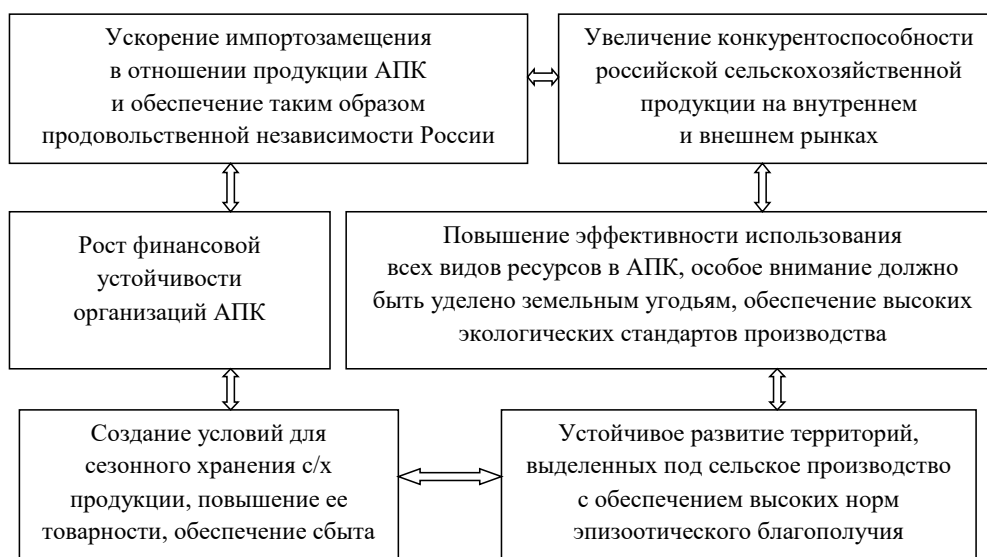 Ускорение импортозамещения
в отношении продукции АПК
и обеспечение таким образом
продовольственной независимости России
Увеличение конкурентоспособности
российской сельскохозяйственной
продукции на внутреннем
и внешнем рынках
Рост финансовой
устойчивости
организаций АПК
Повышение эффективности использования
всех видов ресурсов в АПК, особое внимание должно
быть уделено земельным угодьям, обеспечение высоких
экологических стандартов производства
Создание условий для
сезонного хранения с/х
продукции, повышение ее
товарности, обеспечение сбыта
Устойчивое развитие территорий,
выделенных под сельское производство
с обеспечением высоких норм
эпизоотического благополучия